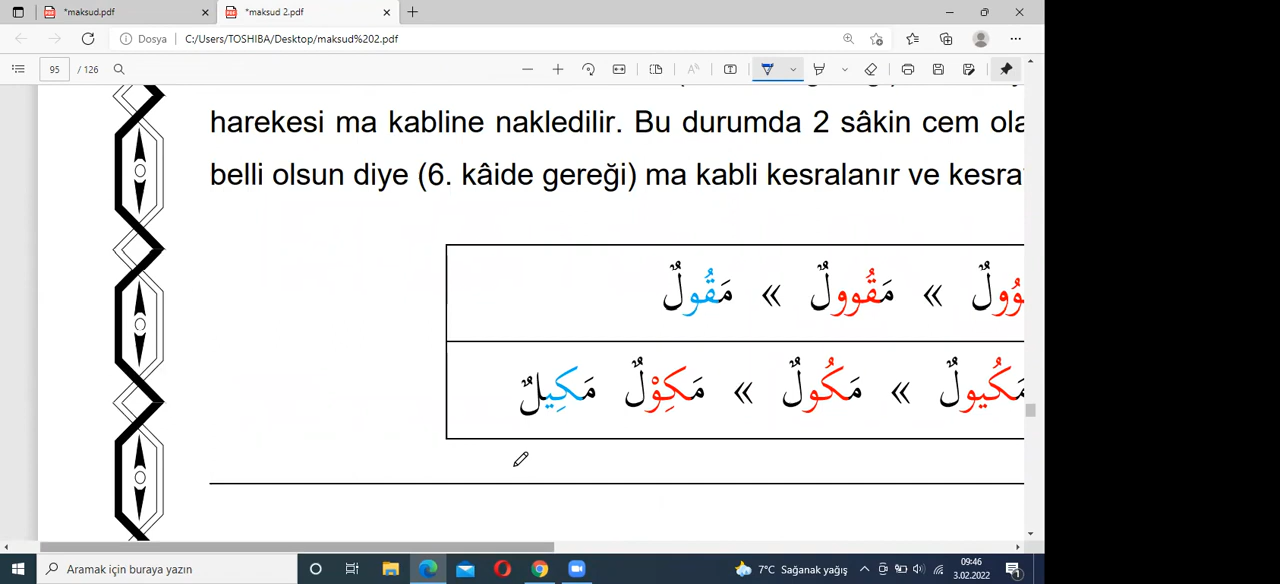 *maksud.pdf
*maksud 2.pdf
Dosya
C:/Users/TOSHIBA/Desktop/maksud%202.pdf
95 / 126
harekesi ma kabline nakledilir. Bu durumda 2 sâkin cem ola
belli olsun diye (6. kâide gereği) ma kabli kesralanır ve kesra
» مَقُوولٌ » مَقُولٌ
مَكُيولٌ » مَكُولٌ » مَكِوْلٌ مَكِيلٌ
Aramak için buraya yazın
7°C Sağanak yağış
09:46
3.02.2022
1